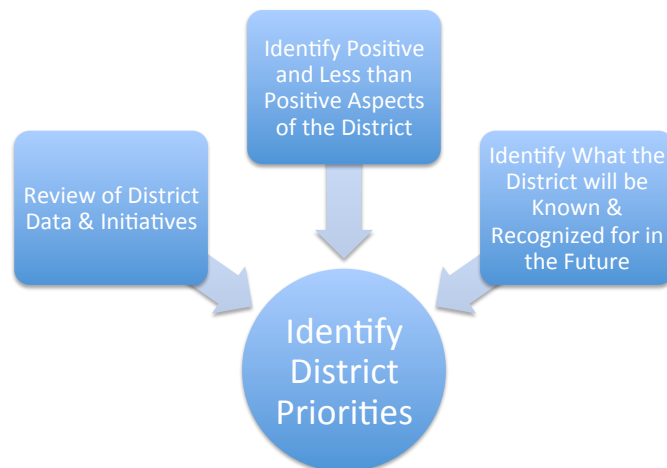 Identify Positive
and Less than
Positive Aspects
of the District
Review of District
Data & Initiatives
Identify What the
District will be
Known &
Recognized for in
the Future
Identify
District
Priorities